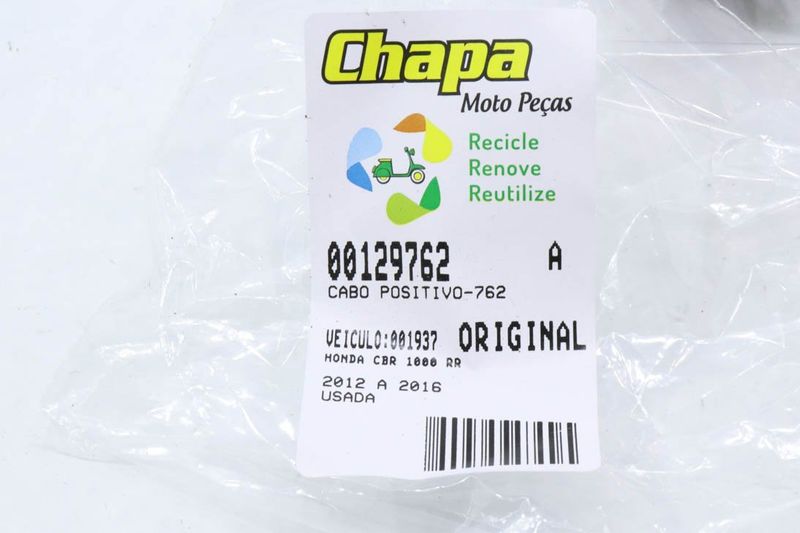 Chapa
Moto Peças
Recicle
Renove
Reutilize
00129762 A
CABO POSITIVO-762
VEICULO:001937 ORIGINAL
HONDA CBR 1000 RR
2012 A 2016
USADA